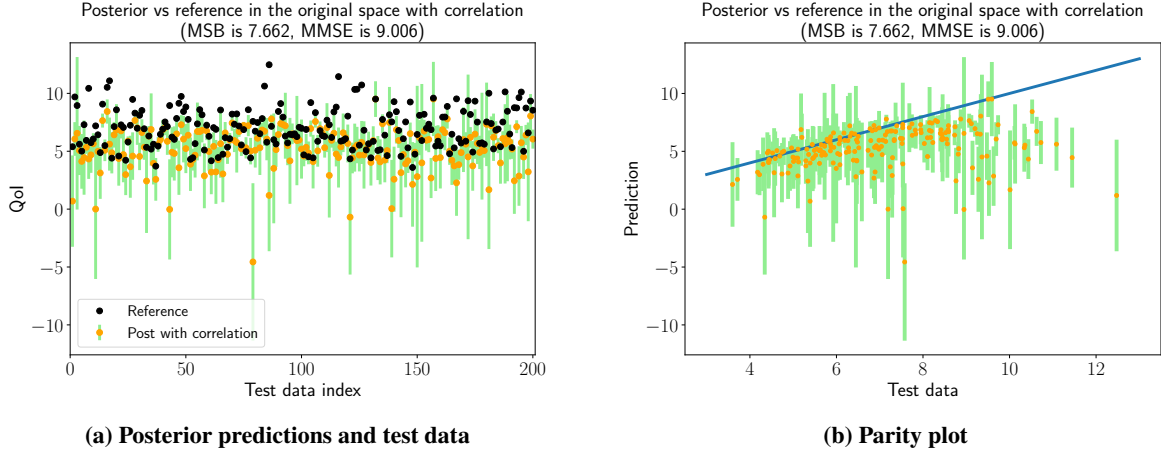 Posterior vs reference in the original space with correlation
(MSB is 7.662, MMSE is 9.006)
QoI
10
5
0
−5
−10
Reference
Post with correlation
0
50
100
150
200
Test data index
(a) Posterior predictions and test data
Posterior vs reference in the original space with correlation
(MSB is 7.662, MMSE is 9.006)
Prediction
10
5
0
−5
−10
4
6
8
10
12
Test data
(b) Parity plot